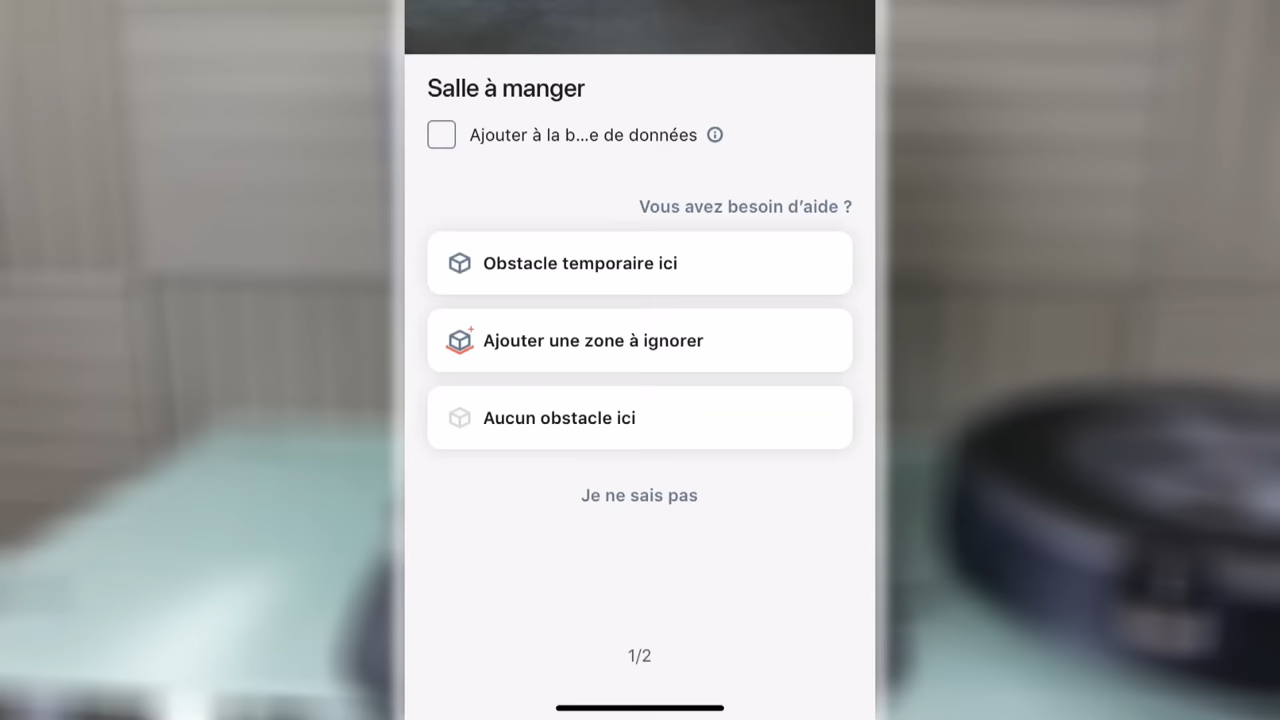 Salle à manger
Ajouter à la b...e de données
Vous avez besoin d’aide ?
Obstacle temporaire ici
Ajouter une zone à ignorer
Aucun obstacle ici
Je ne sais pas
1/2